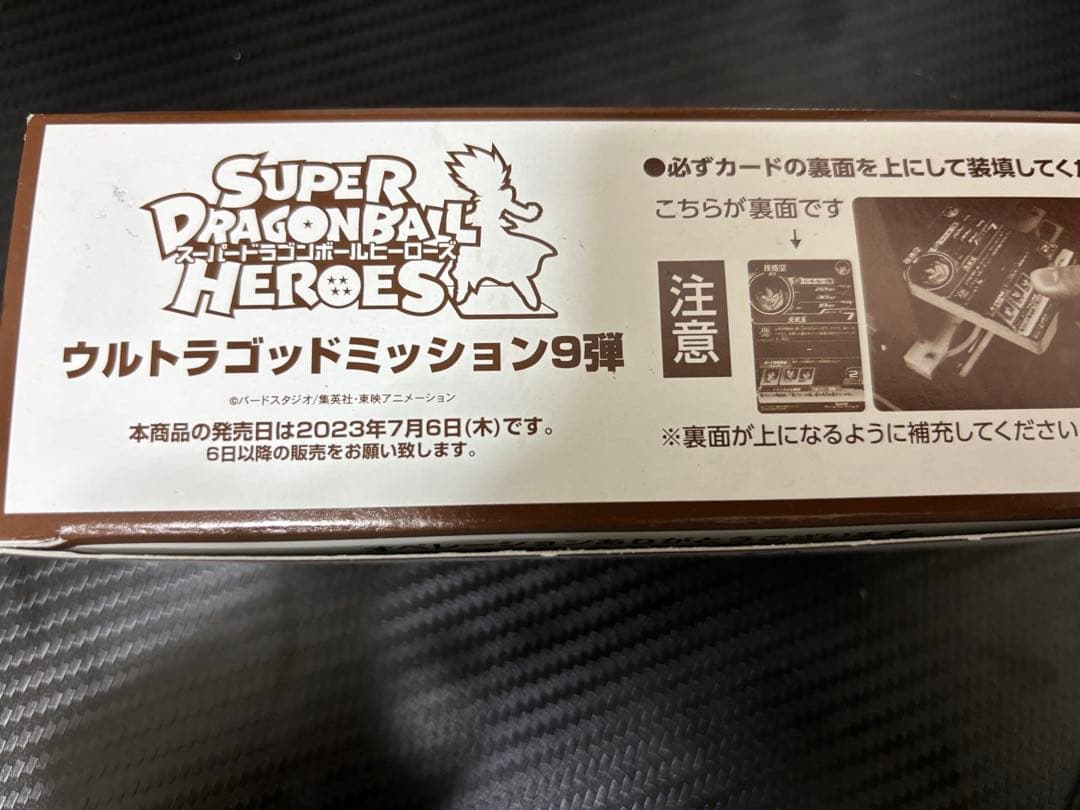 SUPER
DRAGONBALL
スーパードラゴンボールヒーローズ
HEROES
ウルトラゴッドミッション9弾
©バードスタジオ/集英社・東映アニメーション
本商品の発売日は2023年7月6日(木)です。
6日以降の販売をお願い致します。
●必ずカードの裏面を上にして装填してくだ
こちらが裏面です
注意
孫悟空
※裏面が上になるように補充してください